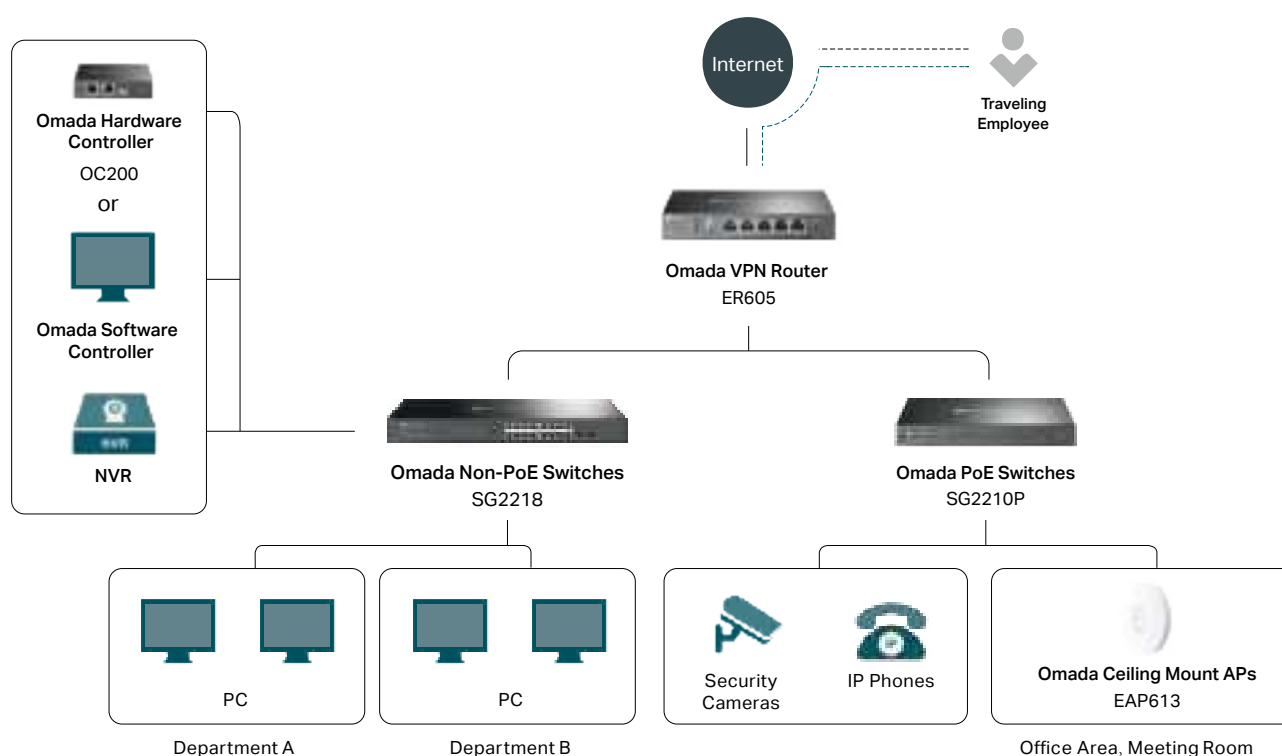 Internet
Traveling
Employee
Omada Hardware
Controller
OC200
or
Omada Software
Controller
NVR
NVR
Omada VPN Router
ER605
Omada Non-PoE Switches
SG2218
Omada PoE Switches
SG2210P
PC
PC
Security
Cameras
IP Phones
Omada Ceiling Mount APs
EAP613
Department A
Department B
Office Area, Meeting Room